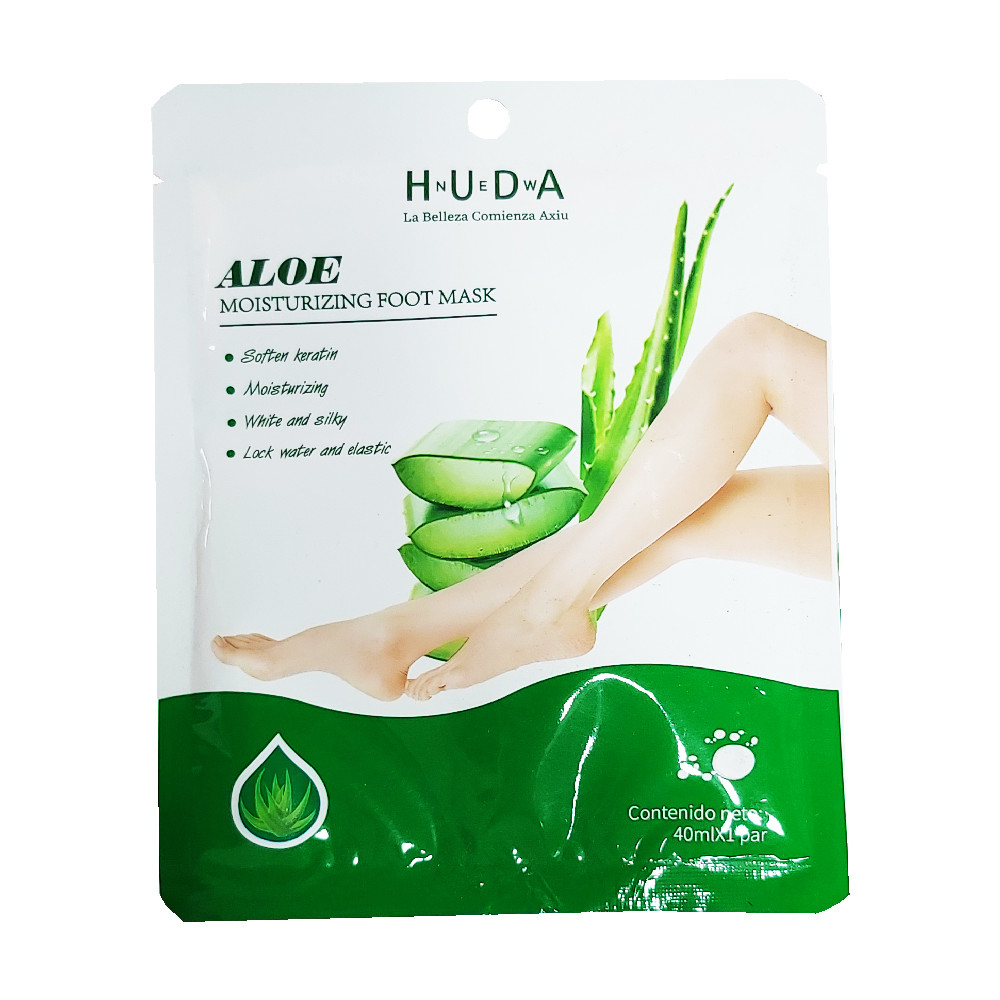 HNUEDWA
La Belleza Comienza Axiu
ALOE
MOISTURIZING FOOT MASK
• Soften keratin
• Moisturizing
• White and silky
• Lock water and elastic
Contenido neto:
40mlX1 par